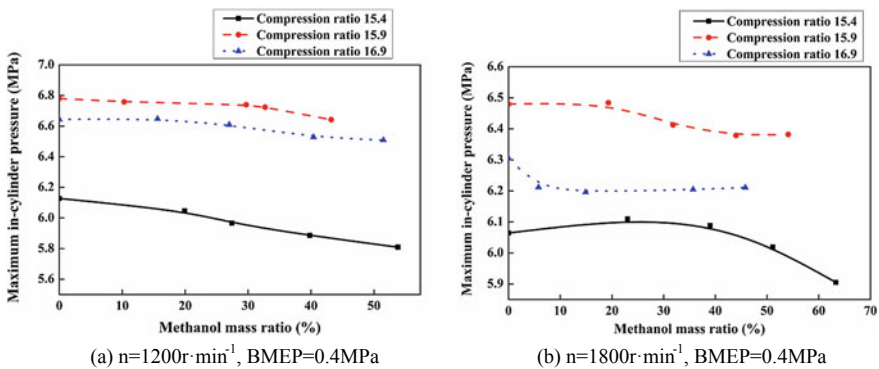 Compression ratio 15.4
Compression ratio 15.9
Compression ratio 16.9
Maximum in-cylinder pressure (MPa)
7.0
6.8
6.6
6.4
6.2
6.0
5.8
5.6
0 10 20 30 40 50
Methanol mass ratio (%)
(a) n=1200r·min⁻¹, BMEP=0.4MPa
Compression ratio 15.4
Compression ratio 15.9
Compression ratio 16.9
Maximum in-cylinder pressure (MPa)
6.6
6.5
6.4
6.3
6.2
6.1
6.0
5.9
0 10 20 30 40 50 60 70
Methanol mass ratio (%)
(b) n=1800r·min⁻¹, BMEP=0.4MPa